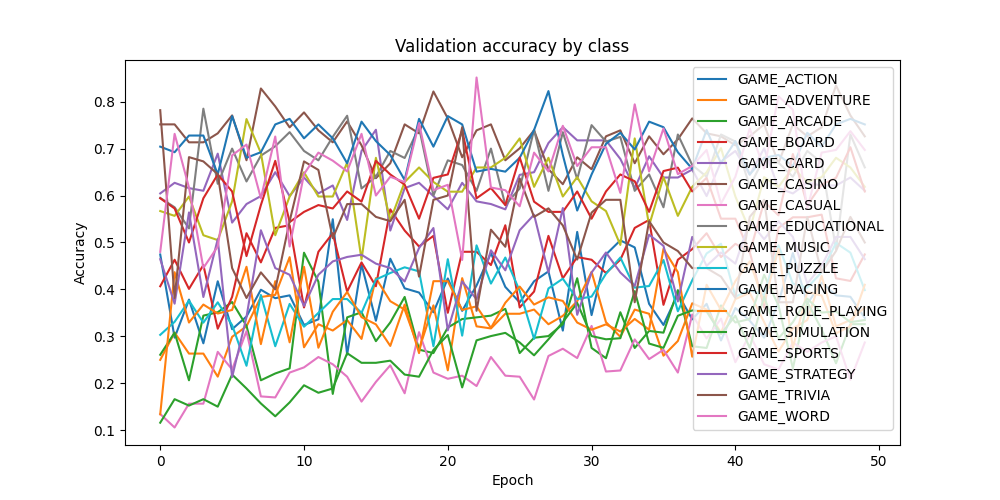 Validation accuracy by class
Accuracy
0.8
0.7
0.6
0.5
0.4
0.3
0.2
0.1
0
10
20
30
40
50
Epoch
GAME_ACTION
GAME_ADVENTURE
GAME_ARCADE
GAME_BOARD
GAME_CARD
GAME_CASINO
GAME_CASUAL
GAME_EDUCATIONAL
GAME_MUSIC
GAME_PUZZLE
GAME_RACING
GAME_ROLE_PLAYING
GAME_SIMULATION
GAME_SPORTS
GAME_STRATEGY
GAME_TRIVIA
GAME_WORD